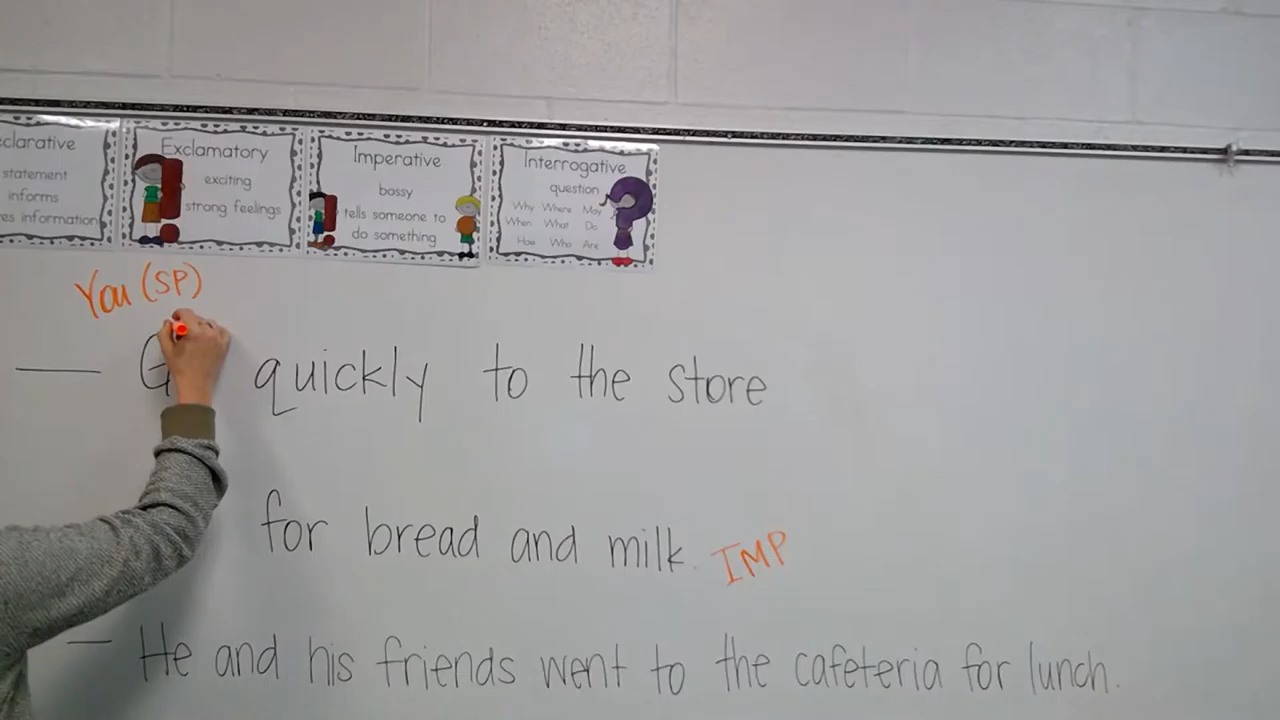 statement
informs
information
Exclamatory
exciting
strong feelings
Imperative
bossy
tells someone to
do something
Interrogative
question
Why Where May
When What Do
How Who Are
You (SP)
quickly to the store
for bread and milk. IMP
He and his friends went to the cafeteria for lunch.